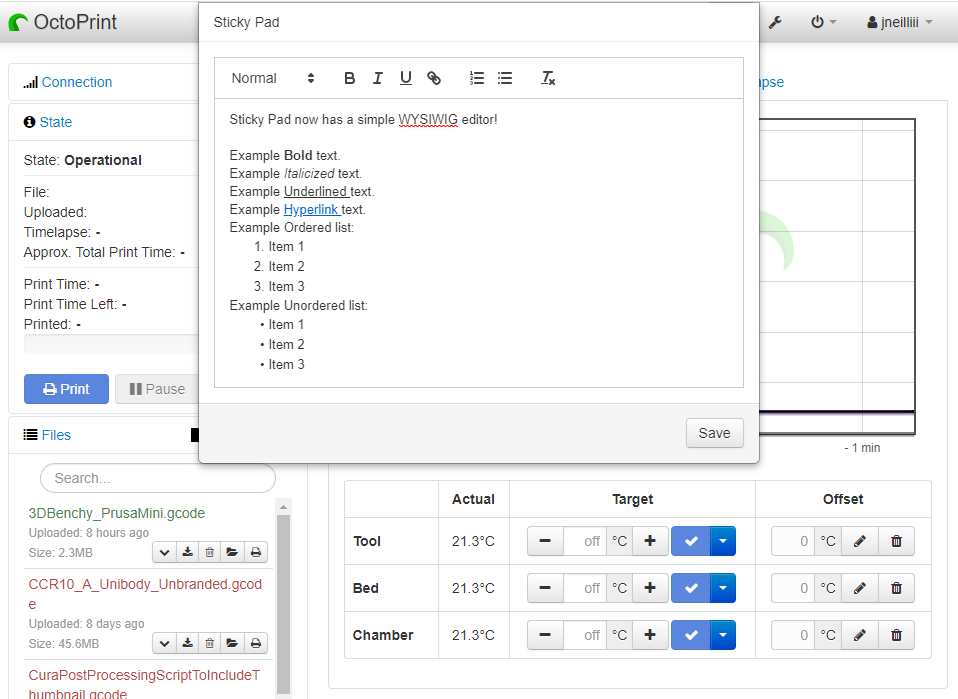 OctoPrint
jneilliii
Connection
State
State: Operational
File:
Uploaded:
Timelapse: -
Approx. Total Print Time: -
Print Time: -
Print Time Left: -
Printed: -
Print
Pause
Files
Search...
3DBenchy_PrusaMini.gcode
Uploaded: 8 hours ago
Size: 2.3MB
CCR10_A_Unibody_Unbranded.gcod
e
Uploaded: 8 days ago
Size: 45.6MB
CuraPostProcessingScriptToIncludeT
humbnail.gcode
Sticky Pad
Normal
B I U
Sticky Pad now has a simple WYSIWIG editor!
Example Bold text.
Example Italicized text.
Example Underlined text.
Example Hyperlink text.
Example Ordered list:
1. Item 1
2. Item 2
3. Item 3
Example Unordered list:
• Item 1
• Item 2
• Item 3
Save
apse
- 1 min
Actual Target Offset
Tool 21.3°C off °C 0 °C
Bed 21.3°C off °C 0 °C
Chamber 21.3°C off °C 0 °C